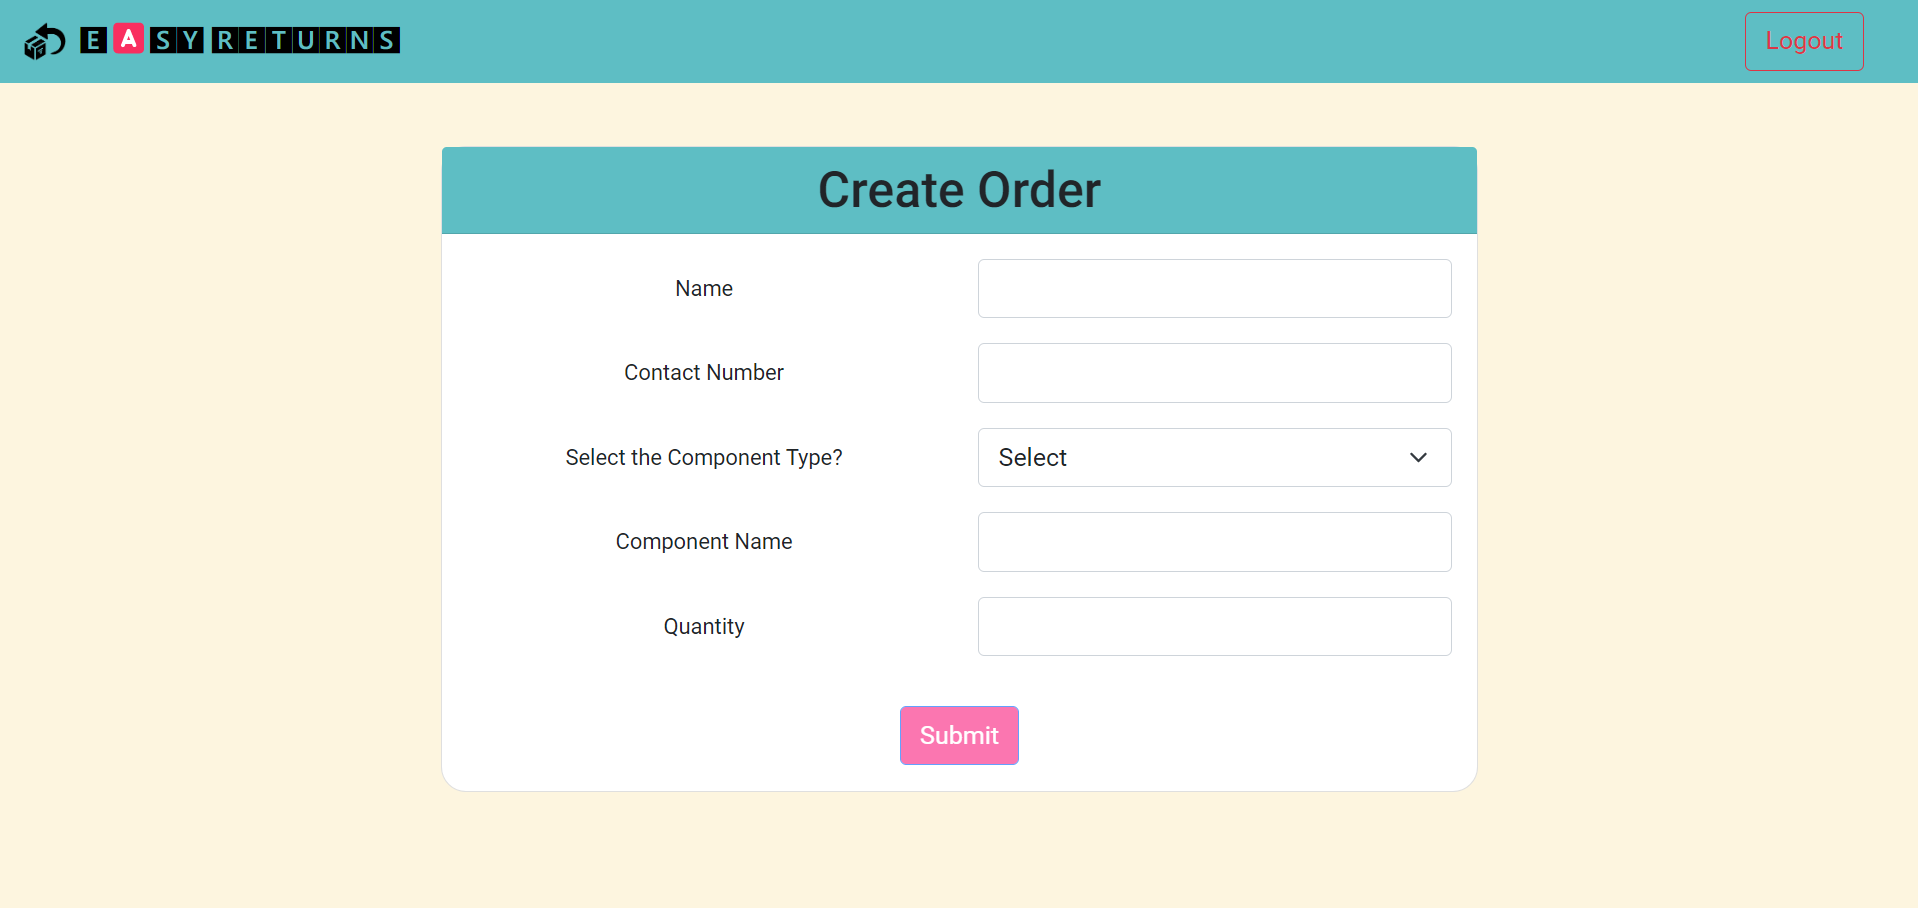 EASY RETURNS
Logout
Create Order
Name
Contact Number
Select the Component Type?
Select
Component Name
Quantity
Submit